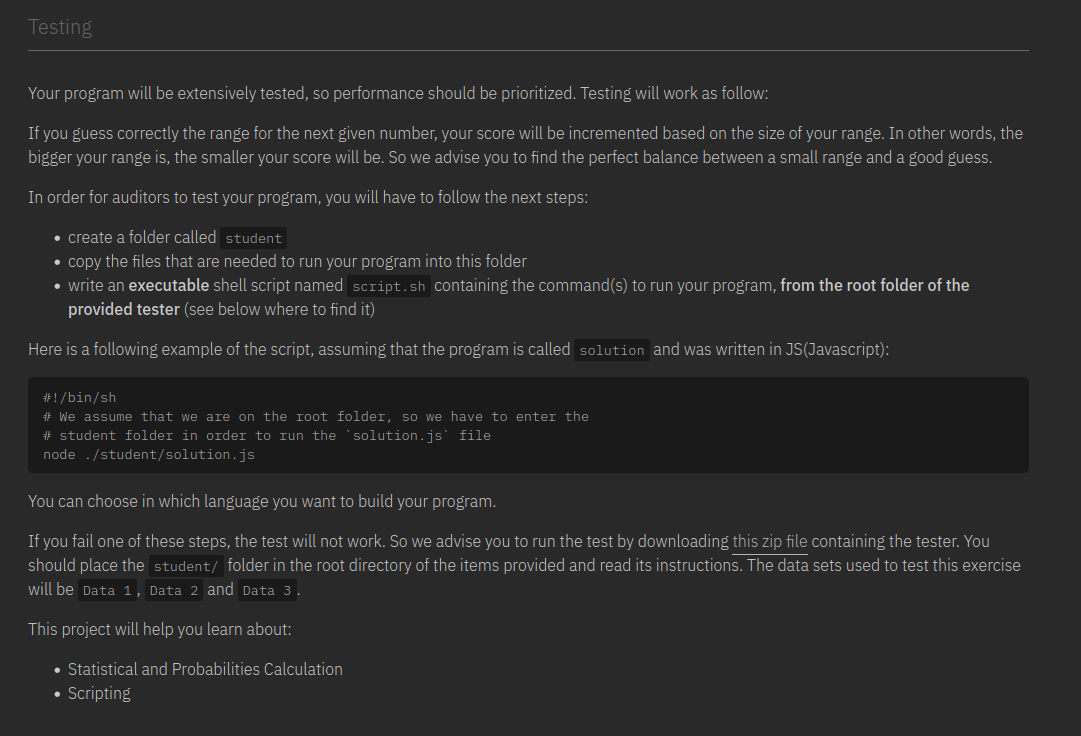 Testing
Your program will be extensively tested, so performance should be prioritized. Testing will work as follow:
If you guess correctly the range for the next given number, your score will be incremented based on the size of your range. In other words, the
bigger your range is, the smaller your score will be. So we advise you to find the perfect balance between a small range and a good guess.
In order for auditors to test your program, you will have to follow the next steps:
• create a folder called student
• copy the files that are needed to run your program into this folder
• write an executable shell script named script.sh containing the command(s) to run your program, from the root folder of the
provided tester (see below where to find it)
Here is a following example of the script, assuming that the program is called solution and was written in JS(Javascript):
#!/bin/sh
# We assume that we are on the root folder, so we have to enter the
# student folder in order to run the `solution.js` file
node ./student/solution.js
You can choose in which language you want to build your program.
If you fail one of these steps, the test will not work. So we advise you to run the test by downloading this zip file containing the tester. You
should place the student/ folder in the root directory of the items provided and read its instructions. The data sets used to test this exercise
will be Data 1, Data 2 and Data 3.
This project will help you learn about:
• Statistical and Probabilities Calculation
• Scripting